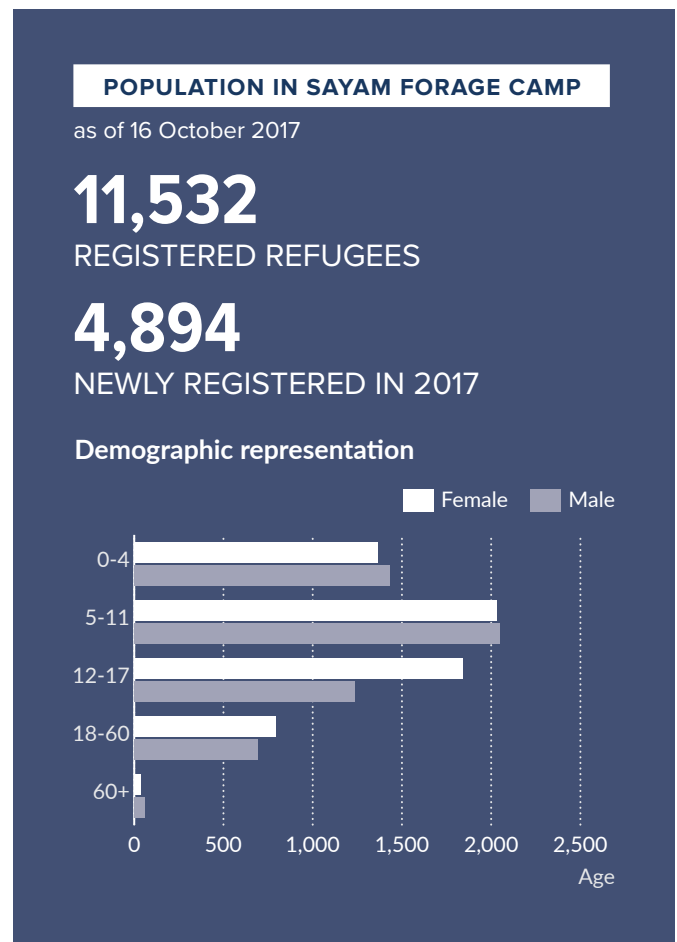 POPULATION IN SAYAM FORAGE CAMP
as of 16 October 2017
11,532
REGISTERED REFUGEES
4,894
NEWLY REGISTERED IN 2017
Demographic representation
Female Male
0-4
5-11
12-17
18-60
60+
0 500 1,000 1,500 2,000 2,500
Age